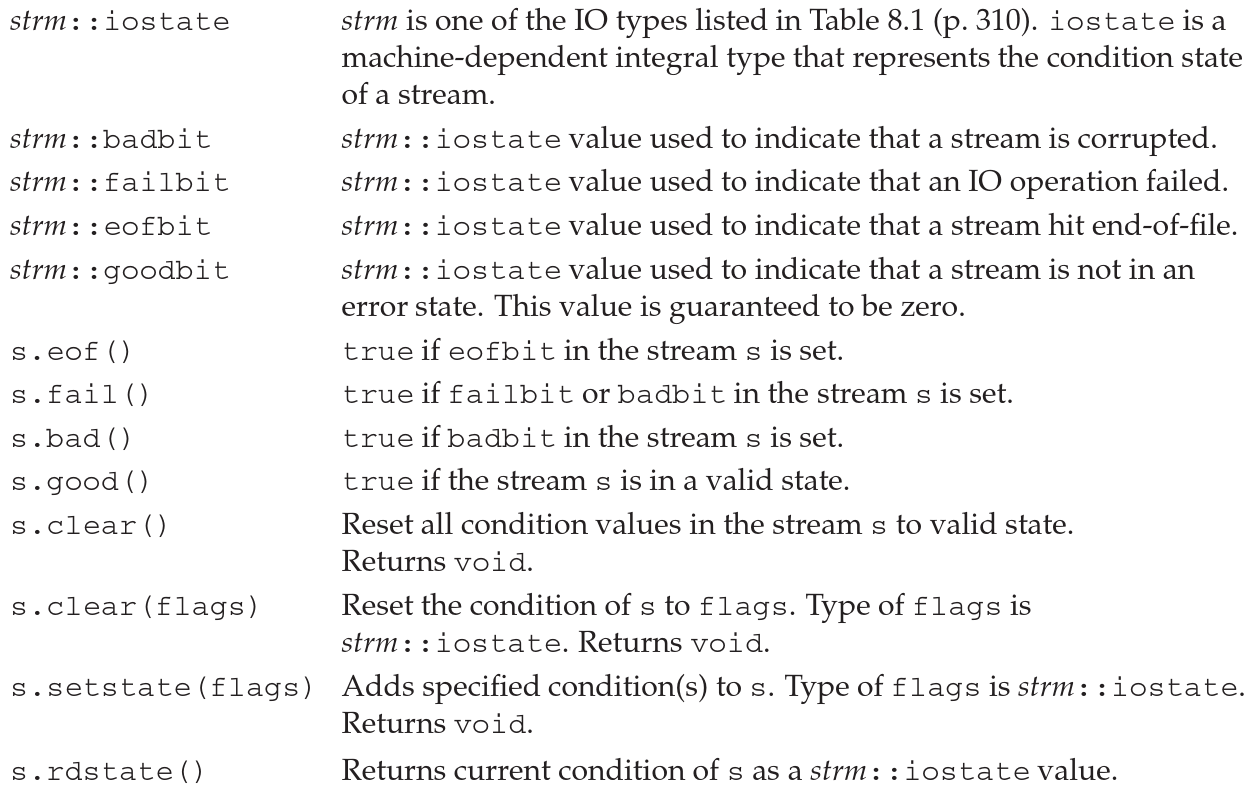 strm::iostate strm is one of the IO types listed in Table 8.1 (p. 310). iostate is a
machine-dependent integral type that represents the condition state
of a stream.
strm::badbit strm::iostate value used to indicate that a stream is corrupted.
strm::failbit strm::iostate value used to indicate that an IO operation failed.
strm::eofbit strm::iostate value used to indicate that a stream hit end-of-file.
strm::goodbit strm::iostate value used to indicate that a stream is not in an
error state. This value is guaranteed to be zero.
s.eof() true if eofbit in the stream s is set.
s.fail() true if failbit or badbit in the stream s is set.
s.bad() true if badbit in the stream s is set.
s.good() true if the stream s is in a valid state.
s.clear() Reset all condition values in the stream s to valid state.
Returns void.
s.clear(flags) Reset the condition of s to flags. Type of flags is
strm::iostate. Returns void.
s.setstate(flags) Adds specified condition(s) to s. Type of flags is strm::iostate.
Returns void.
s.rdstate() Returns current condition of s as a strm::iostate value.